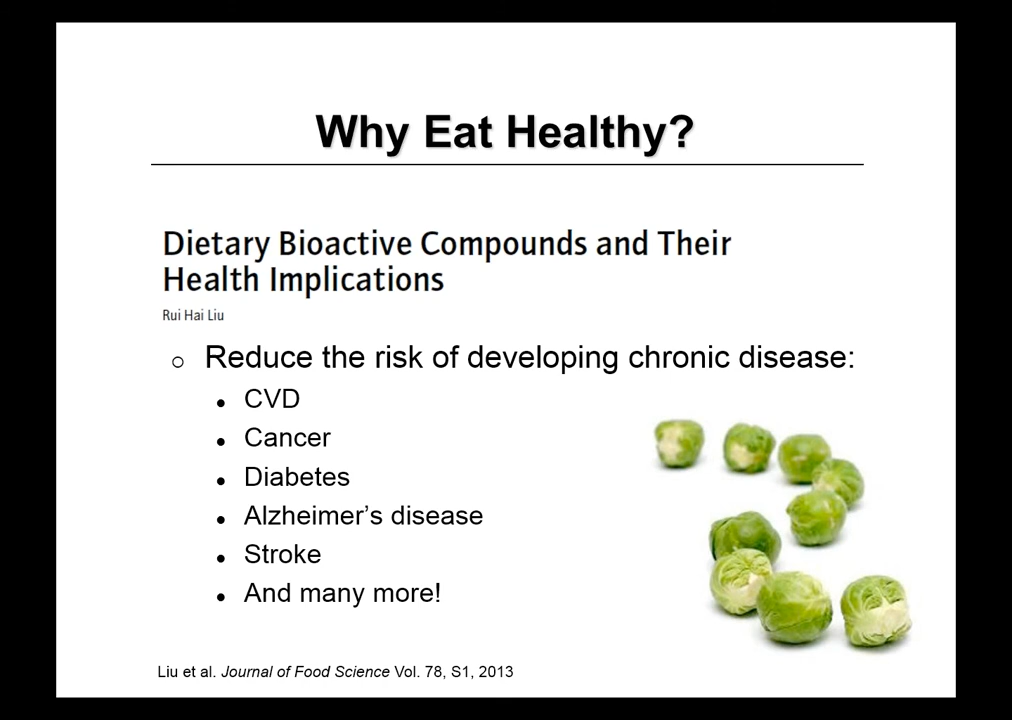 Why Eat Healthy?
Dietary Bioactive Compounds and Their
Health Implications
Rui Hai Liu
Reduce the risk of developing chronic disease:
CVD
Cancer
Diabetes
Alzheimer’s disease
Stroke
And many more!
Liu et al. Journal of Food Science Vol. 78, S1, 2013